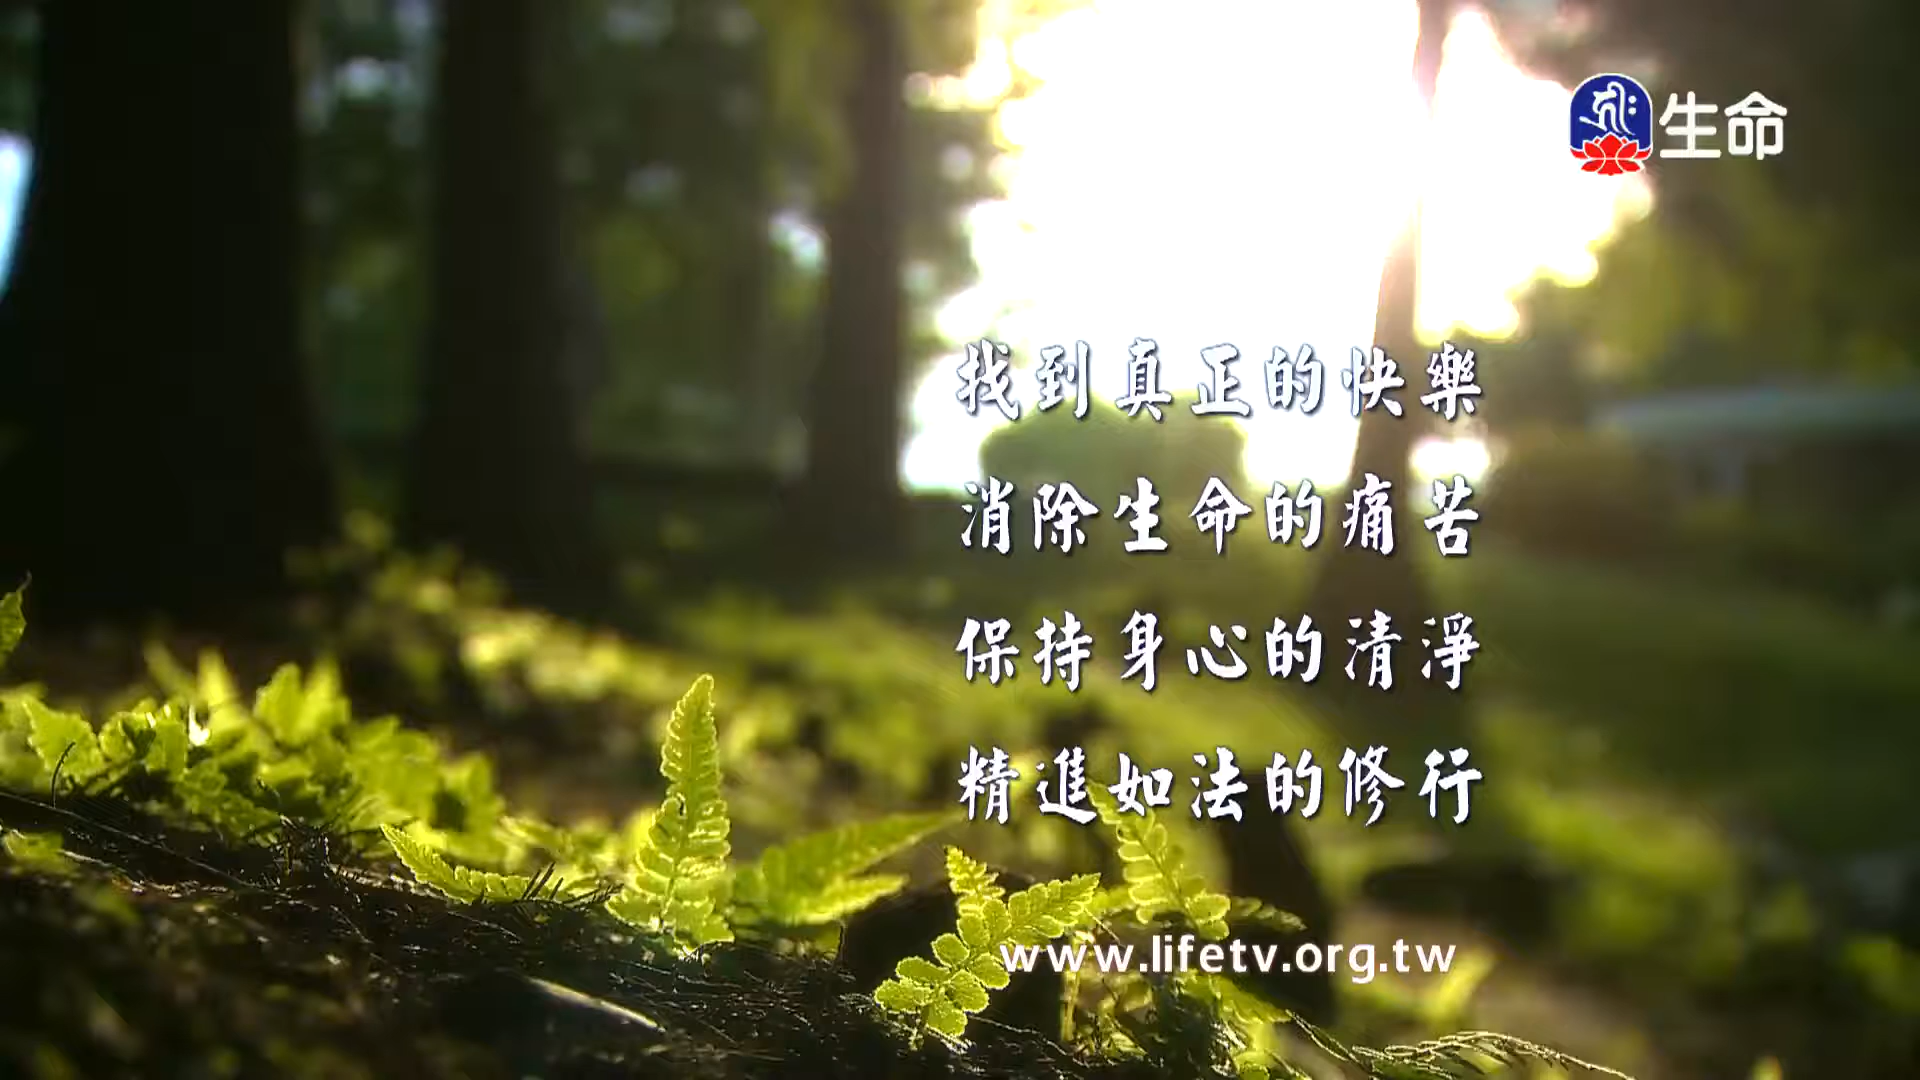 生命
找到真正的快樂
消除生命的痛苦
保持身心的清淨
精進如法的修行
www.lifetv.org.tw